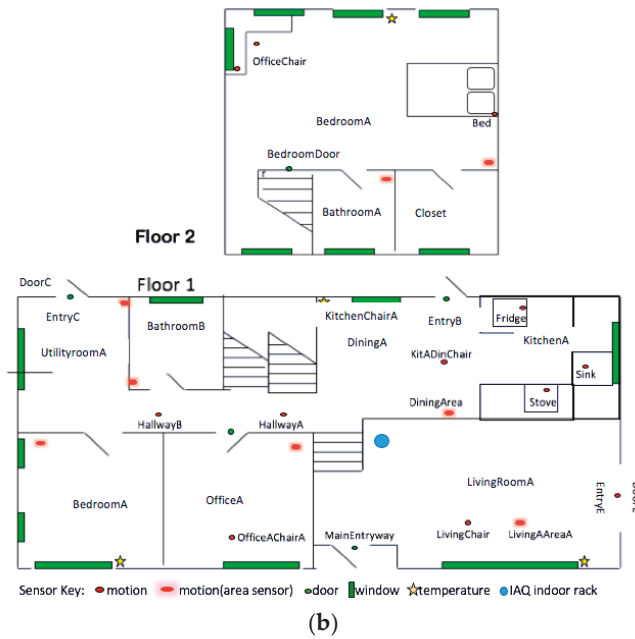 OfficeChair
BedroomA
Bed
BedroomDoor
BathroomA
Closet
Floor 2
DoorC
Floor 1
EntryC
BathroomB
KitchenChairA
EntryB
Fridge
UtilityroomA
DiningA
KitchenA
KitADinChair
Sink
DiningArea
Stove
HallwayB
HallwayA
BedroomA
OfficeA
LivingRoomA
EntryE
OfficeAChairA
MainEntryway
LivingChair
LivingAAreaA
Sensor Key: motion motion(area sensor) door window temperature IAQ indoor rack
(b)